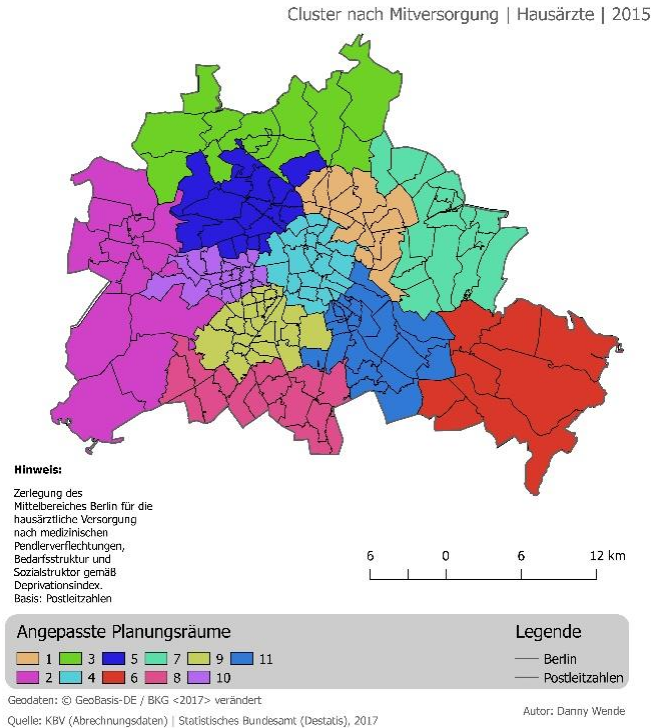 Cluster nach Mitversorgung | Hausärzte | 2015
Hinweis:
Zerlegung des
Mittelbereiches Berlin für die
hausärztliche Versorgung
nach medizinischen
Pendlerverflechtungen,
Bedarfsstruktur und
Sozialstruktor gemäß
Deprivationsindex.
Basis: Postleitzahlen
6 0 6 12 km
Angepasste Planungsräume
1 3 5 7 9 11
2 4 6 8 10
Legende
Berlin
Postleitzahlen
Geodaten: © GeoBasis-DE / BKG <2017> verändert
Quelle: KBV (Abrechnungsdaten) | Statistisches Bundesamt (Destatis), 2017
Autor: Danny Wende